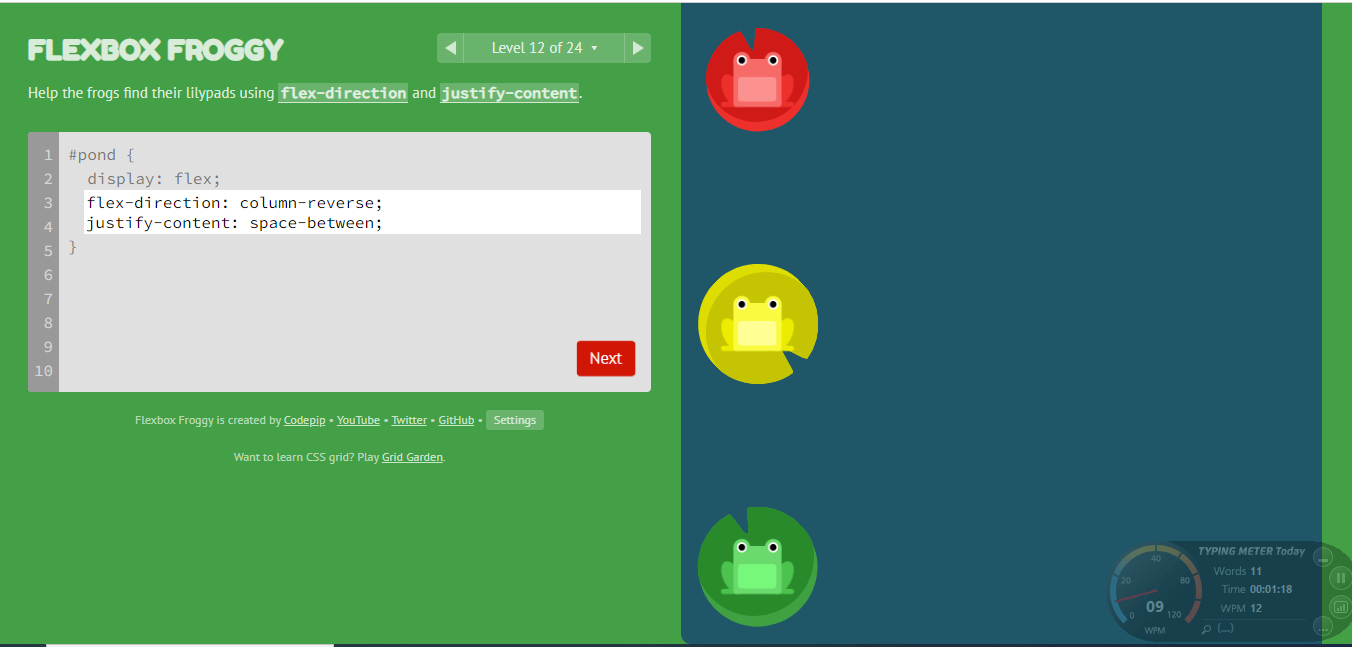 FLEXBOX FROGGY
Level 12 of 24
Help the frogs find their lilypads using flex-direction and justify-content.
1 #pond {
2 display: flex;
3 flex-direction: column-reverse;
4 justify-content: space-between;
5 }
6
7
8
9
10
Next
Flexbox Froggy is created by Codepip • YouTube • Twitter • GitHub • Settings
Want to learn CSS grid? Play Grid Garden.
TYPING METER Today
Words 11
Time 00:01:18
WPM 12
(...)
0 20 40 80 120
09
WPM